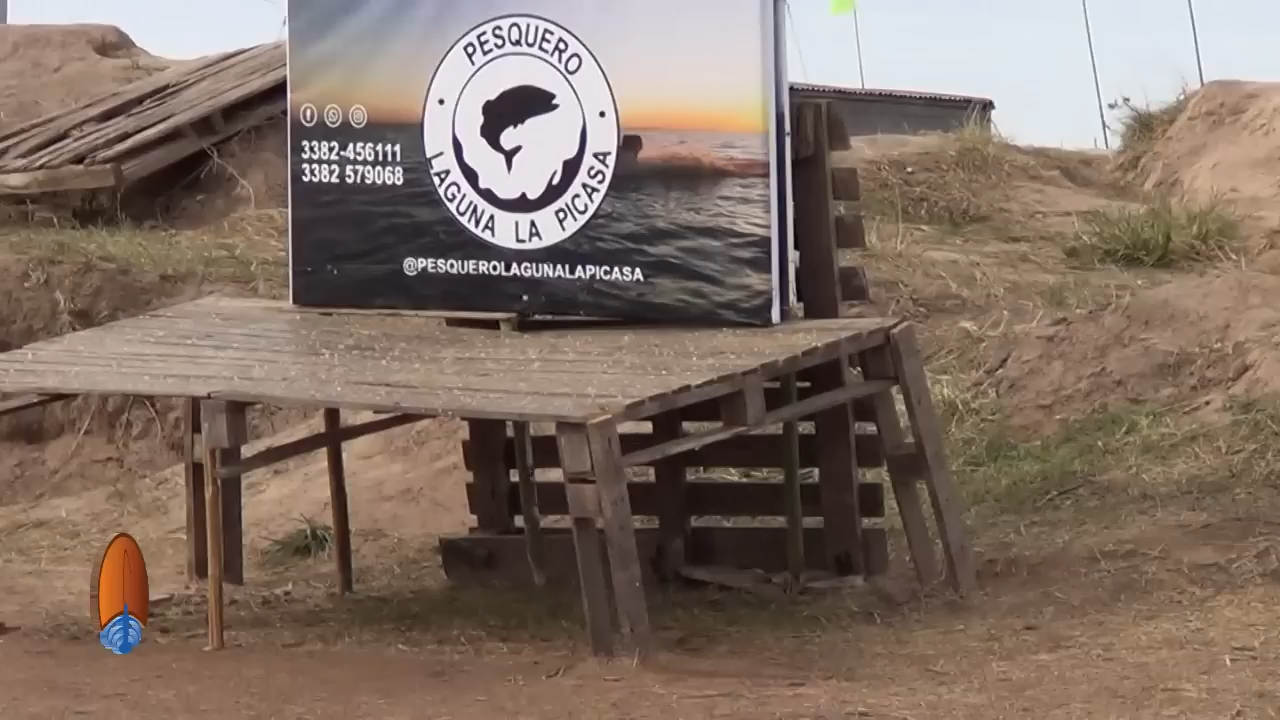 PESQUERO
LAGUNA LA PICASA
3382-456111
3382 579068
@PESQUEROLAGUNALAPICASA